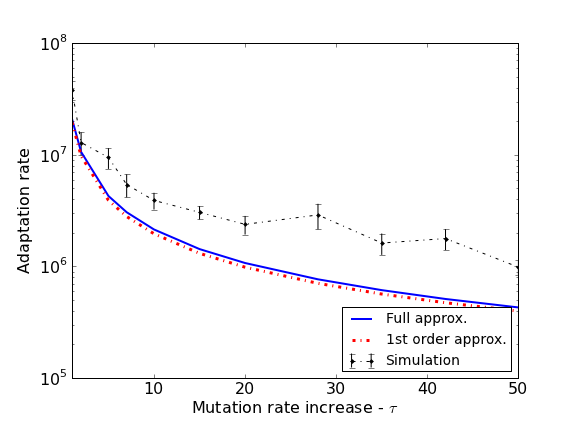 10^8
10^7
10^6
10^5
Adaptation rate
10
20
30
40
50
Mutation rate increase - τ
Full approx.
1st order approx.
Simulation